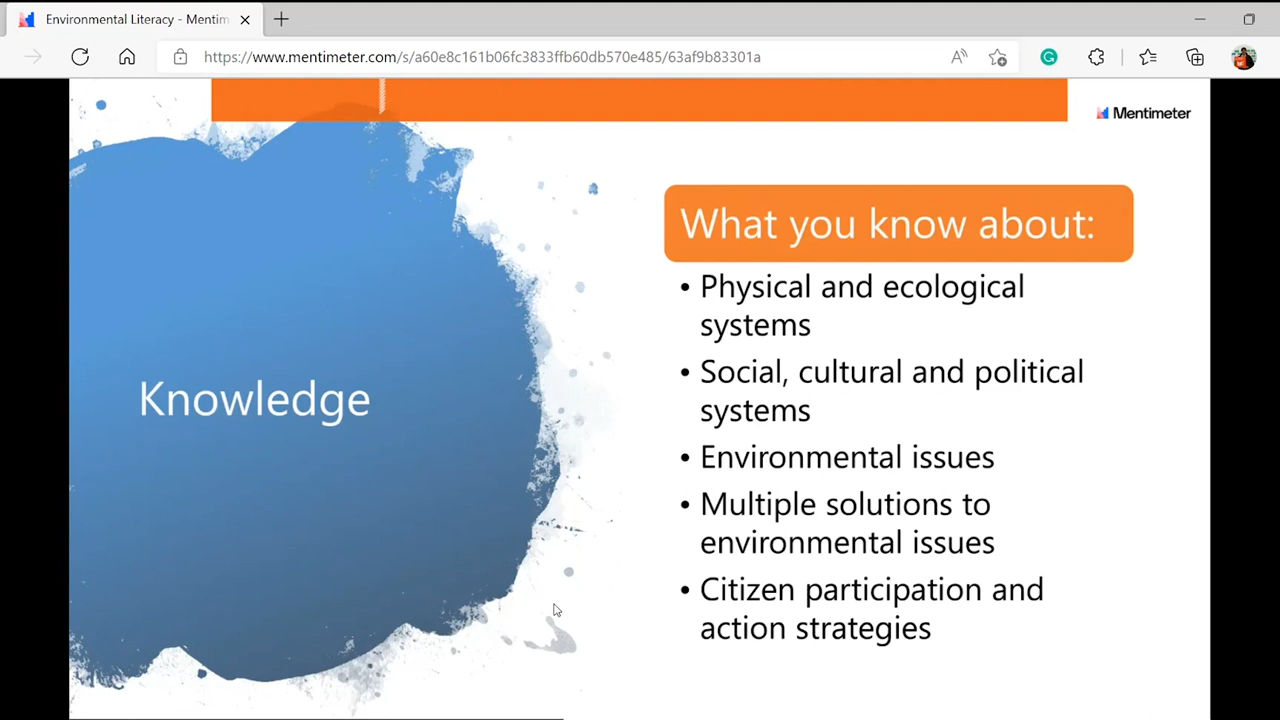 Environmental Literacy - Mentim
https://www.mentimeter.com/s/a60e8c161b06fc3833ffb60db570e485/63af9b83301a
Mentimeter
Knowledge
What you know about:
• Physical and ecological
systems
• Social, cultural and political
systems
• Environmental issues
• Multiple solutions to
environmental issues
• Citizen participation and
action strategies